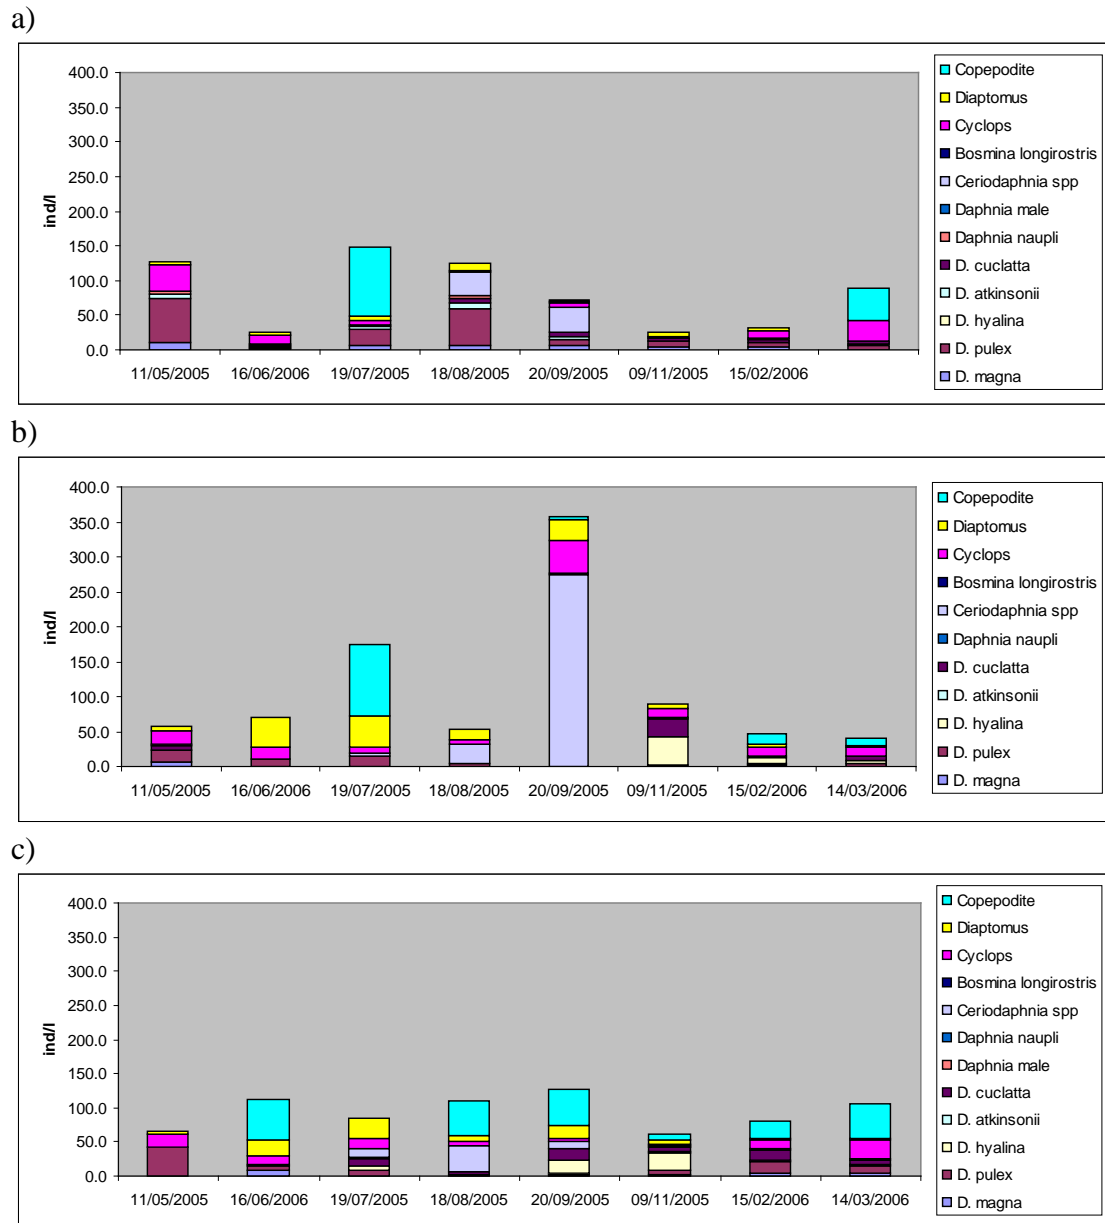 a)
400.0
350.0
300.0
250.0
200.0
150.0
100.0
50.0
0.0
ind/l
11/05/2005 16/06/2006 19/07/2005 18/08/2005 20/09/2005 09/11/2005 15/02/2006
Copepodite
Diaptomus
Cyclops
Bosmina longirostris
Ceriodaphnia spp
Daphnia male
Daphnia naupli
D. cuclatta
D. atkinsonii
D. hyalina
D. pulex
D. magna
b)
400.0
350.0
300.0
250.0
200.0
150.0
100.0
50.0
0.0
ind/l
11/05/2005 16/06/2005 19/07/2005 18/08/2005 20/09/2005 09/11/2005 15/02/2006 14/03/2006
Copepodite
Diaptomus
Cyclops
Bosmina longirostris
Ceriodaphnia spp
Daphnia naupli
D. cuclatta
D. atkinsonii
D. hyalina
D. pulex
D. magna
c)
400.0
350.0
300.0
250.0
200.0
150.0
100.0
50.0
0.0
ind/l
11/05/2005 16/06/2005 19/07/2005 18/08/2005 20/09/2005 09/11/2005 15/02/2006 14/03/2006
Copepodite
Diaptomus
Cyclops
Bosmina longirostris
Ceriodaphnia spp
Daphnia naupli
Daphnia male
D. cuclatta
D. atkinsonii
D. hyalina
D. pulex
D. magna